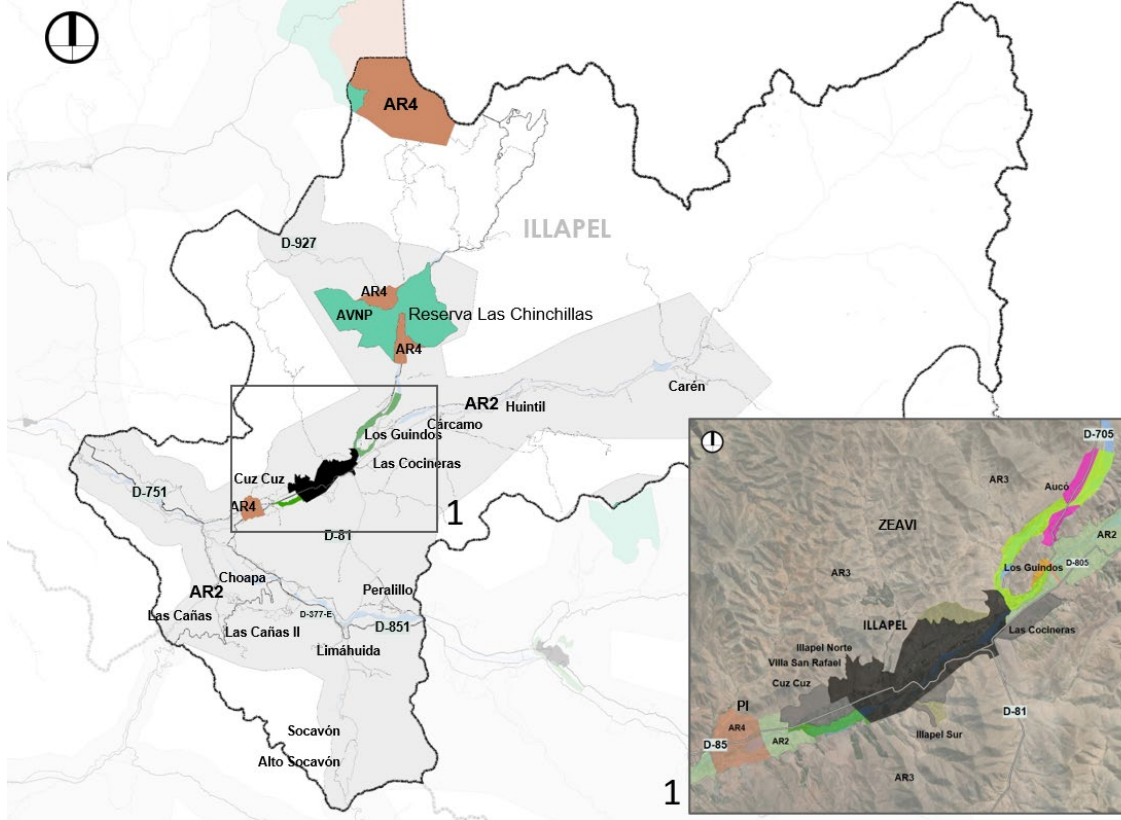 AR4
ILLAPEL
D-927
AR4
AVNP
Reserva Las Chinchillas
AR4
Carén
AR2
Huintil
Cárcamo
Los Guindos
Las Cocineras
Cuz Cuz
D-751
AR4
1
D-81
Choapa
Peralillo
AR2
Las Cañas
D-377-E
D-851
Las Cañas II
Limáhuida
Socavón
Alto Socavón
D-705
AR3
Aucó
ZEAVI
AR2
AR3
Los Guindos
D-805
ILLAPEL
Las Cocineras
Illapel Norte
Villa San Rafael
Cuz Cuz
PI
D-81
AR4
Illapel Sur
D-85
AR2
AR3
1